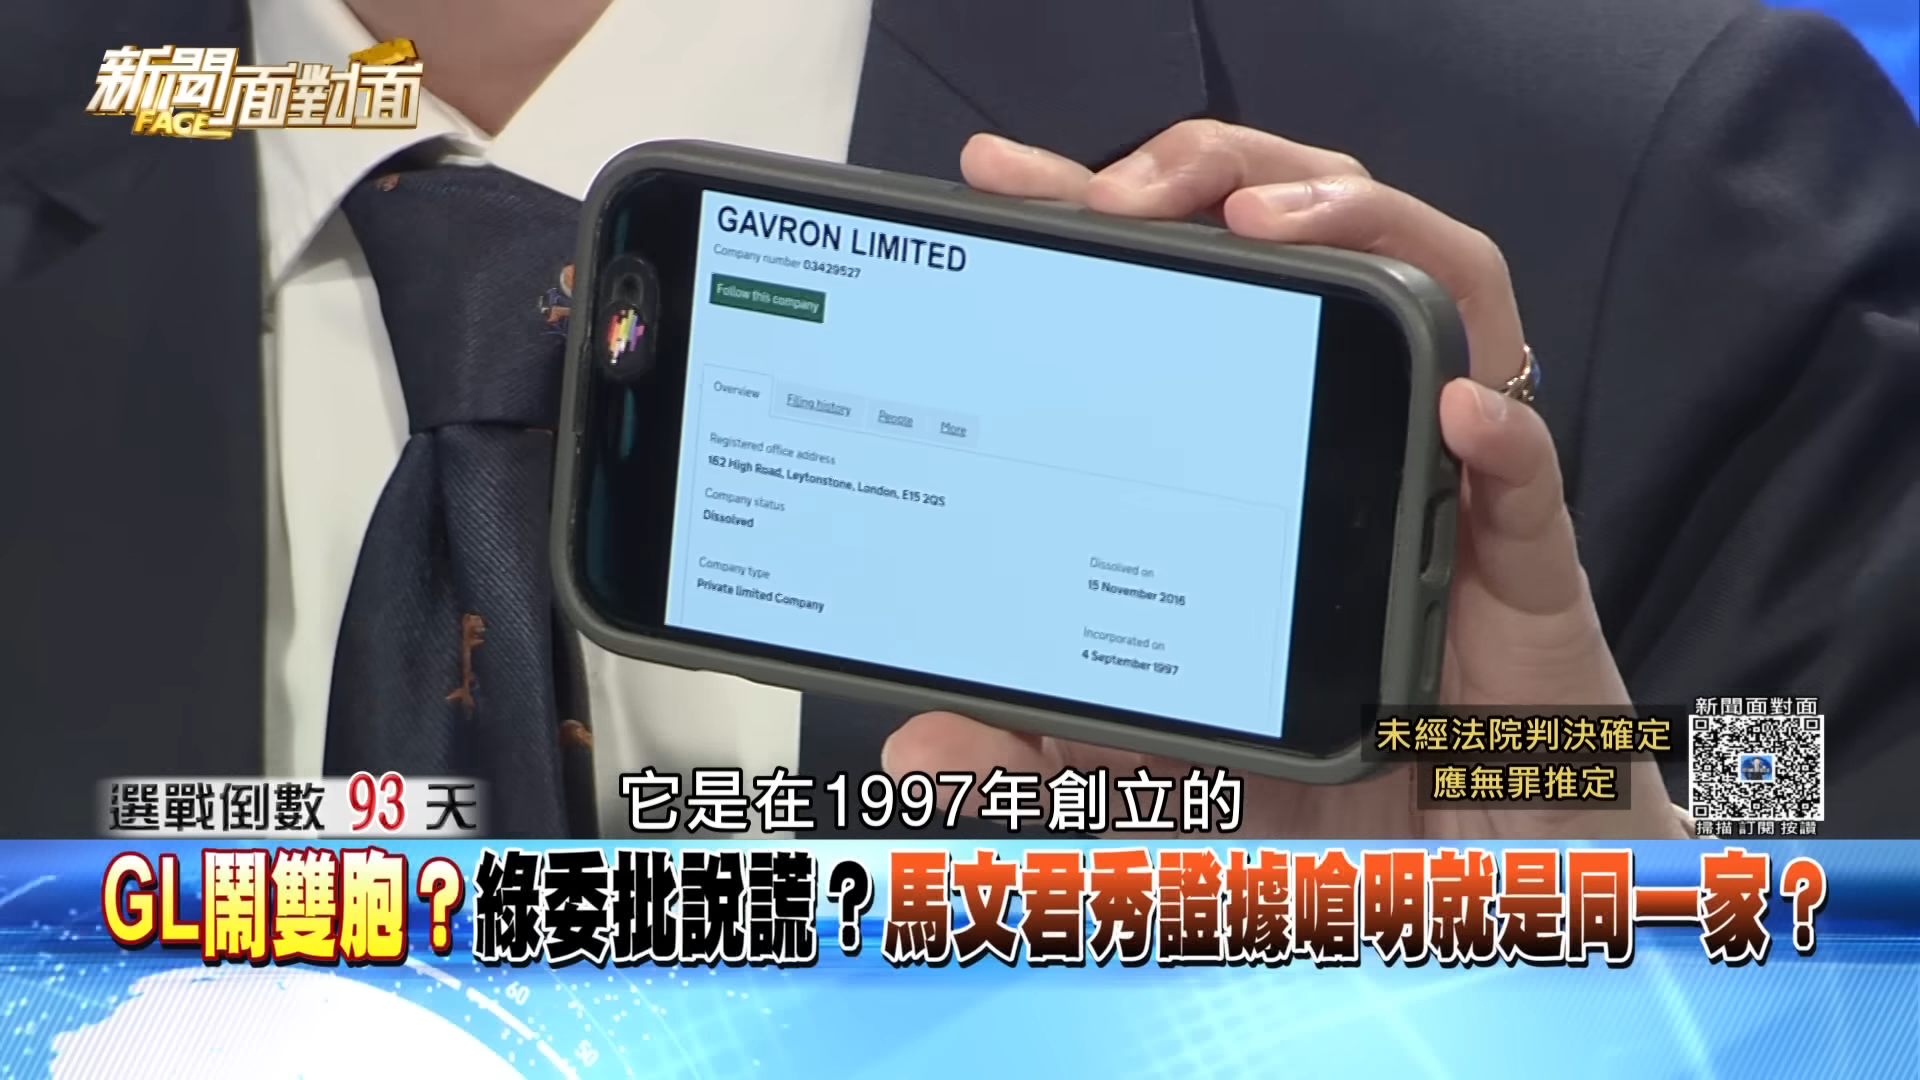 新聞面對面
FACE
GAVRON LIMITED
Company number 03429527
Follow this company
Overview
Filing history
People
More
Registered office address
162 High Road, Leytonstone, London, E15 2QS
Company status
Dissolved
Company type
Private limited Company
Dissolved on
15 November 2016
Incorporated on
4 September 1997
新聞面對面
未經法院判決確定
應無罪推定
掃描 訂閱 按讚
選戰倒數 93 天
它是在1997年創立的
GL鬧雙胞？綠委批說謊？馬文君秀證據嗆明就是同一家？
60
50